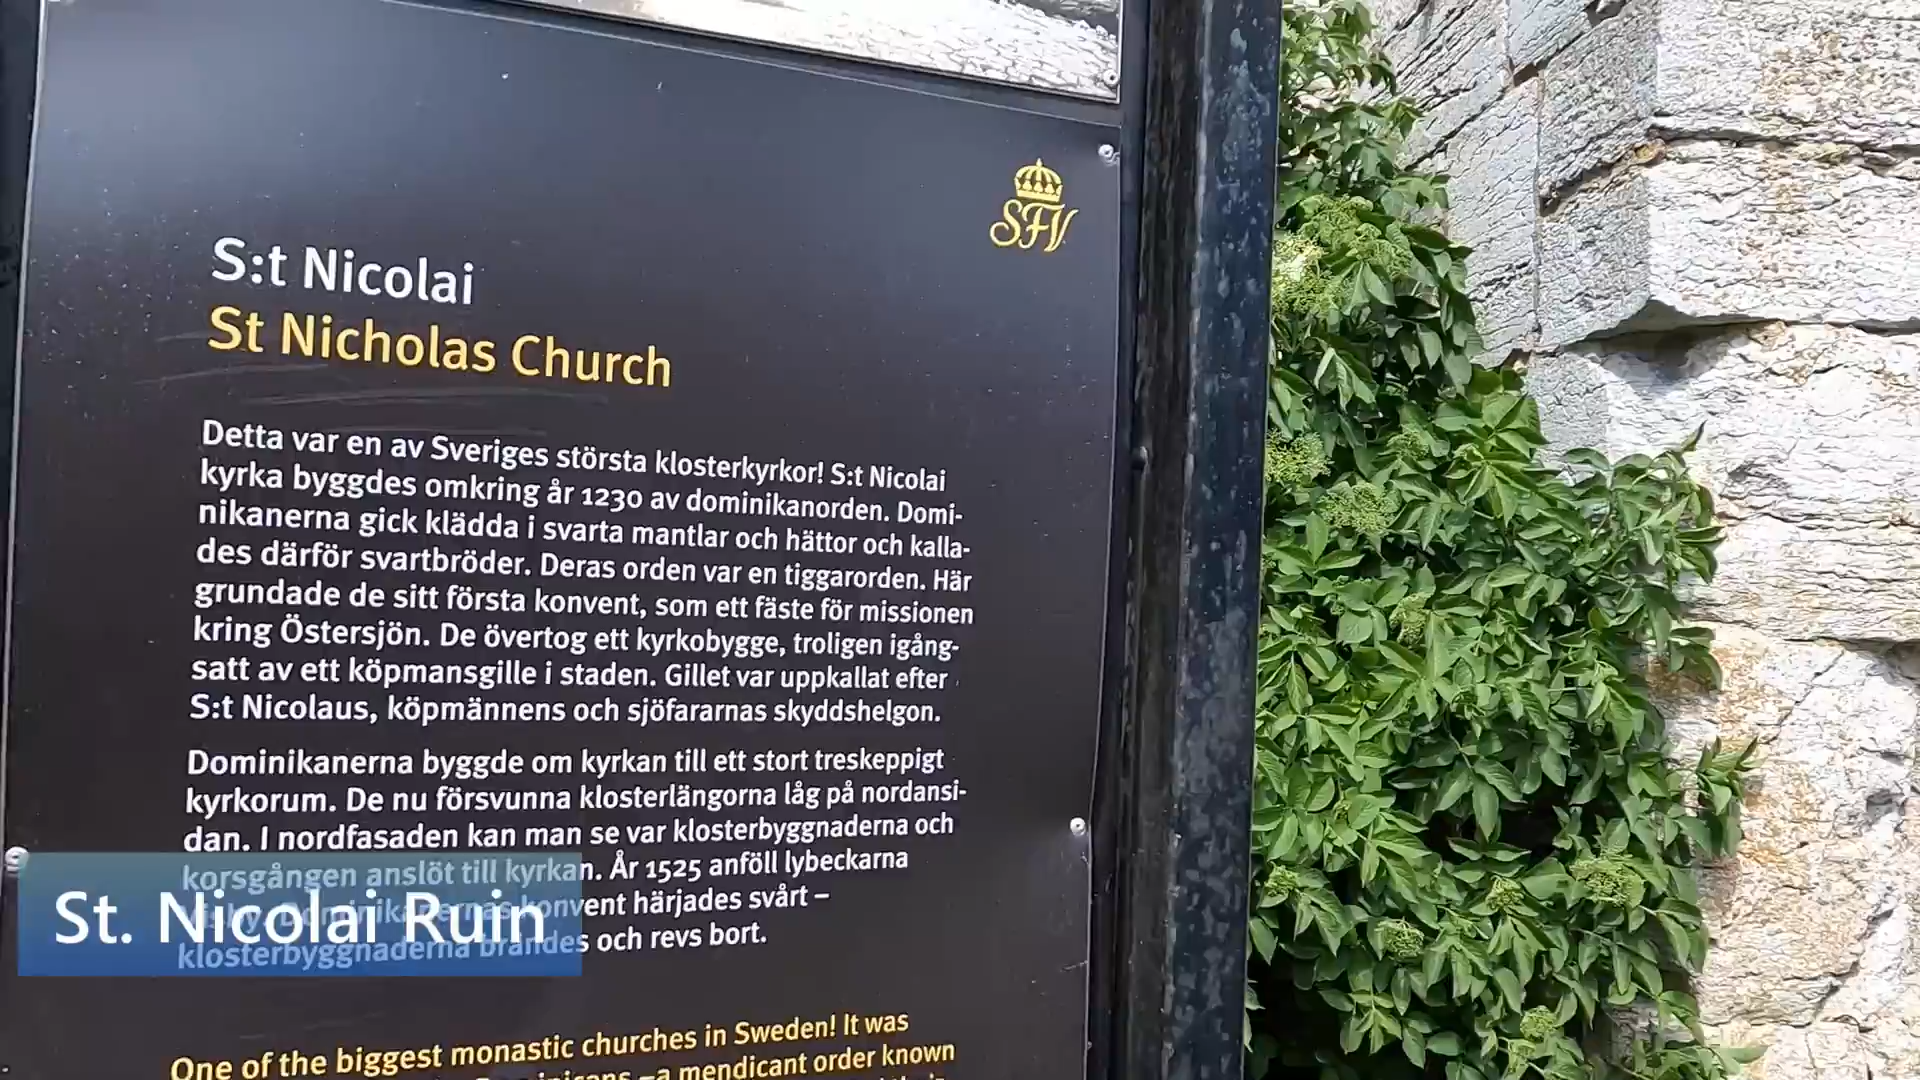 SFV
S:t Nicolai
St Nicholas Church
Detta var en av Sveriges största klosterkyrkor! S:t Nicolai
kyrka byggdes omkring år 1230 av dominikanorden. Domi-
nikanerna gick klädda i svarta mantlar och hättor och kalla-
des därför svartbröder. Deras orden var en tiggarorden. Här
grundade de sitt första konvent, som ett fäste för missionen
kring Östersjön. De övertog ett kyrkobygge, troligen igång-
satt av ett köpmansgille i staden. Gillet var uppkallat efter
S:t Nicolaus, köpmännens och sjöfararnas skyddshelgon.
Dominikanerna byggde om kyrkan till ett stort treskeppigt
kyrkorum. De nu försvunna klosterlängorna låg på nordansi-
dan. I nordfasaden kan man se var klosterbyggnaderna och
korsgången anslöt till kyrkan. År 1525 anföll lybeckarna
Visby. Dominikanernas konvent härjades svårt –
klosterbyggnaderna brändes och revs bort.
St. Nicolai Ruin
One of the biggest monastic churches in Sweden! It was
–a mendicant order known